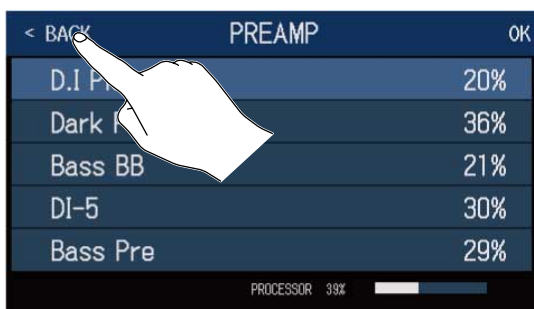 < BACK PREAMP OK
D.I 20%
Dark 36%
Bass BB 21%
DI-5 30%
Bass Pre 29%
PROCESSOR 39%